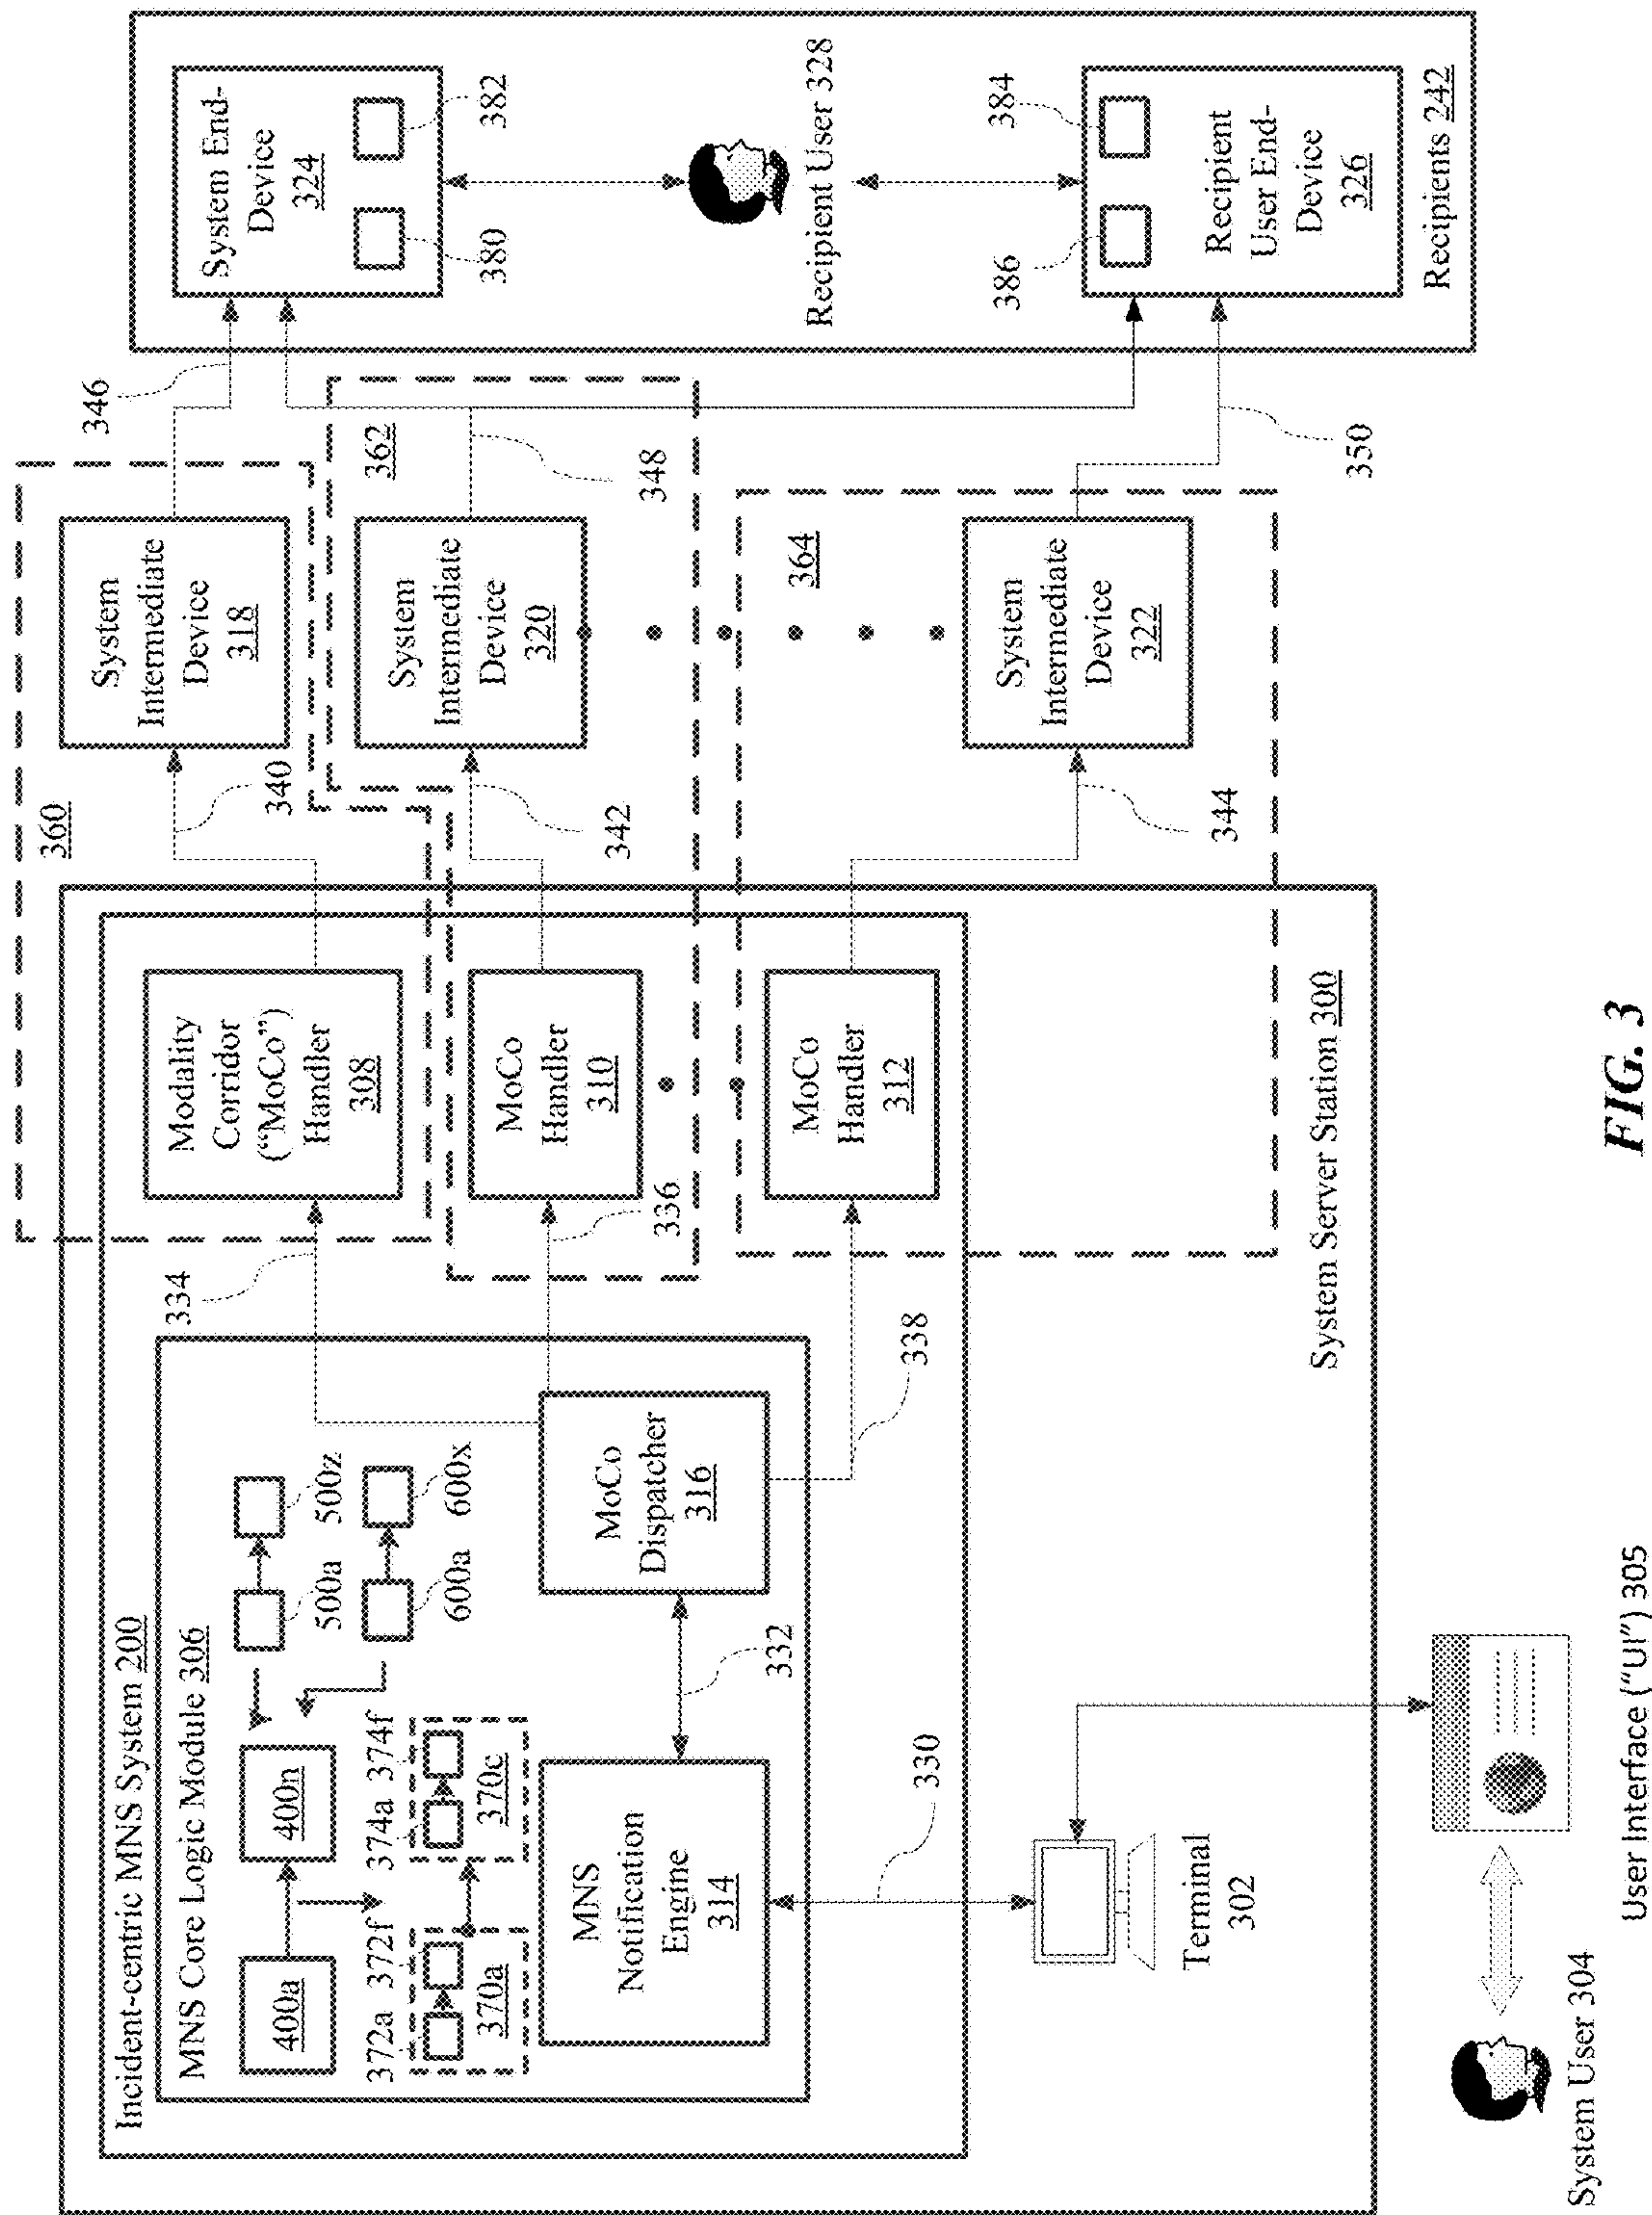 Incident-centric MNS System 200
MNS Core Logic Module 306
400a
400n
500a
500z
600a
600x
372a
372f
374a
374f
370a
370c
MNS
Notification
Engine
314
MoCo
Dispatcher
316
332
330
334
336
338
Modality
Corridor
("MoCo")
Handler
308
MoCo
Handler
310
MoCo
Handler
312
System Server Station 300
Terminal
302
System User 304
User Interface ("UI") 305
360
340
342
344
System
Intermediate
Device
318
System
Intermediate
Device
320
System
Intermediate
Device
322
362
364
346
348
350
System End-
Device
324
380
382
Recipient User 328
386
384
Recipient
User End-
Device
326
Recipients 242
FIG. 3